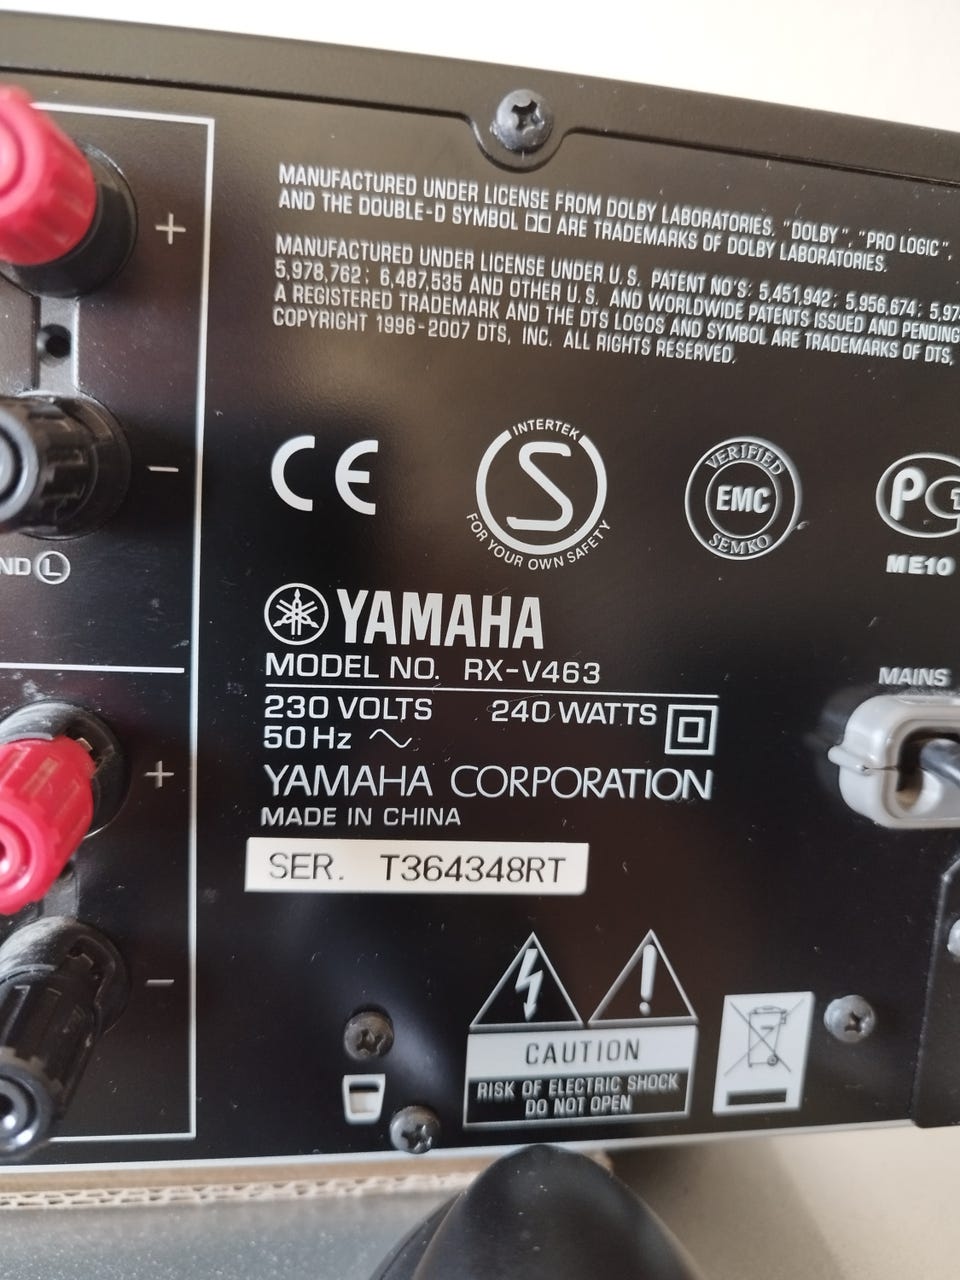 MANUFACTURED UNDER LICENSE FROM DOLBY LABORATORIES. "DOLBY", "PRO LOGIC",
AND THE DOUBLE-D SYMBOL ARE TRADEMARKS OF DOLBY LABORATORIES.
MANUFACTURED UNDER LICENSE UNDER U.S. PATENT NO'S: 5,451,942; 5,956,674;
5,978,762; 6,487,535 AND OTHER U.S. AND WORLDWIDE PATENTS ISSUED AND PENDING
A REGISTERED TRADEMARK AND THE DTS LOGOS AND SYMBOL ARE TRADEMARKS OF DTS,
COPYRIGHT 1996-2007 DTS, INC. ALL RIGHTS RESERVED.
+
−
L
CE
INTERTEK
S
FOR YOUR OWN SAFETY
VERIFIED
EMC
SEMKO
ME10
YAMAHA
MODEL NO. RX-V463
MAINS
230 VOLTS 240 WATTS
50 Hz
YAMAHA CORPORATION
MADE IN CHINA
+
SER. T364348RT
−
CAUTION
RISK OF ELECTRIC SHOCK
DO NOT OPEN